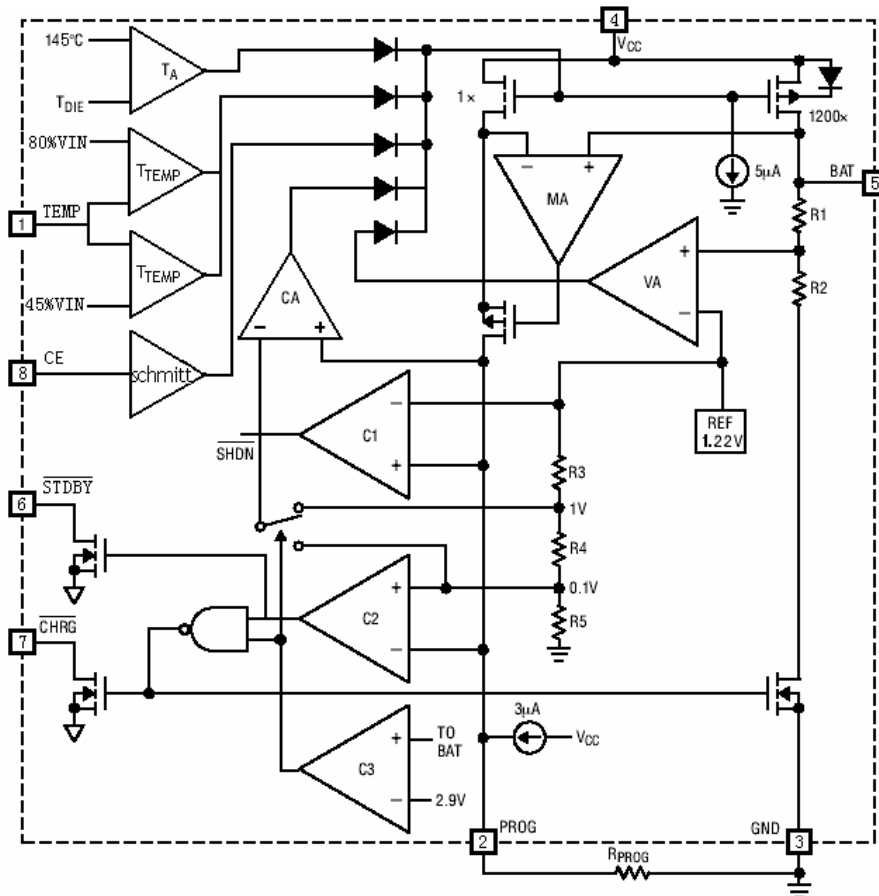 4
VCC
145℃
TA
TDIE
1×
1200×
80%VIN
TTEMP
5μA
BAT
5
MA
− +
1
TEMP
R1
TTEMP
VA
+
−
R2
45%VIN
CA
− +
8
CE
schmitt
C1
−
+
SHDN
REF
1.22V
R3
STDBY
6
1V
R4
0.1V
C2
+
−
R5
CHRG
7
3μA
VCC
C3
+
−
TO
BAT
2.9V
2
PROG
GND
3
RPROG